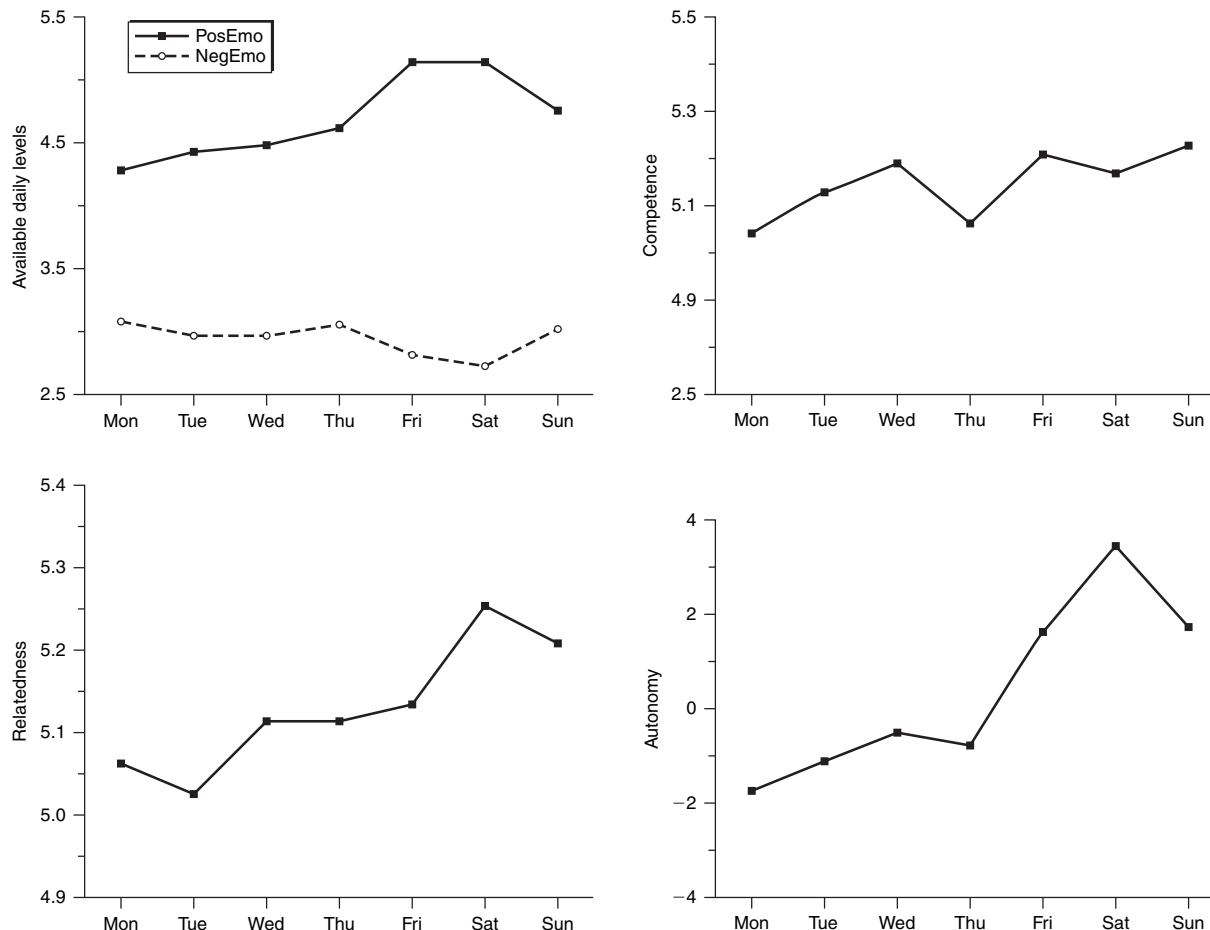 5.5
PosEmo
NegEmo
4.5
3.5
2.5
Available daily levels
Mon Tue Wed Thu Fri Sat Sun
5.5
5.3
5.1
4.9
2.5
Competence
Mon Tue Wed Thu Fri Sat Sun
5.4
5.3
5.2
5.1
5.0
4.9
Relatedness
Mon Tue Wed Thu Fri Sat Sun
4
2
0
−2
−4
Autonomy
Mon Tue Wed Thu Fri Sat Sun